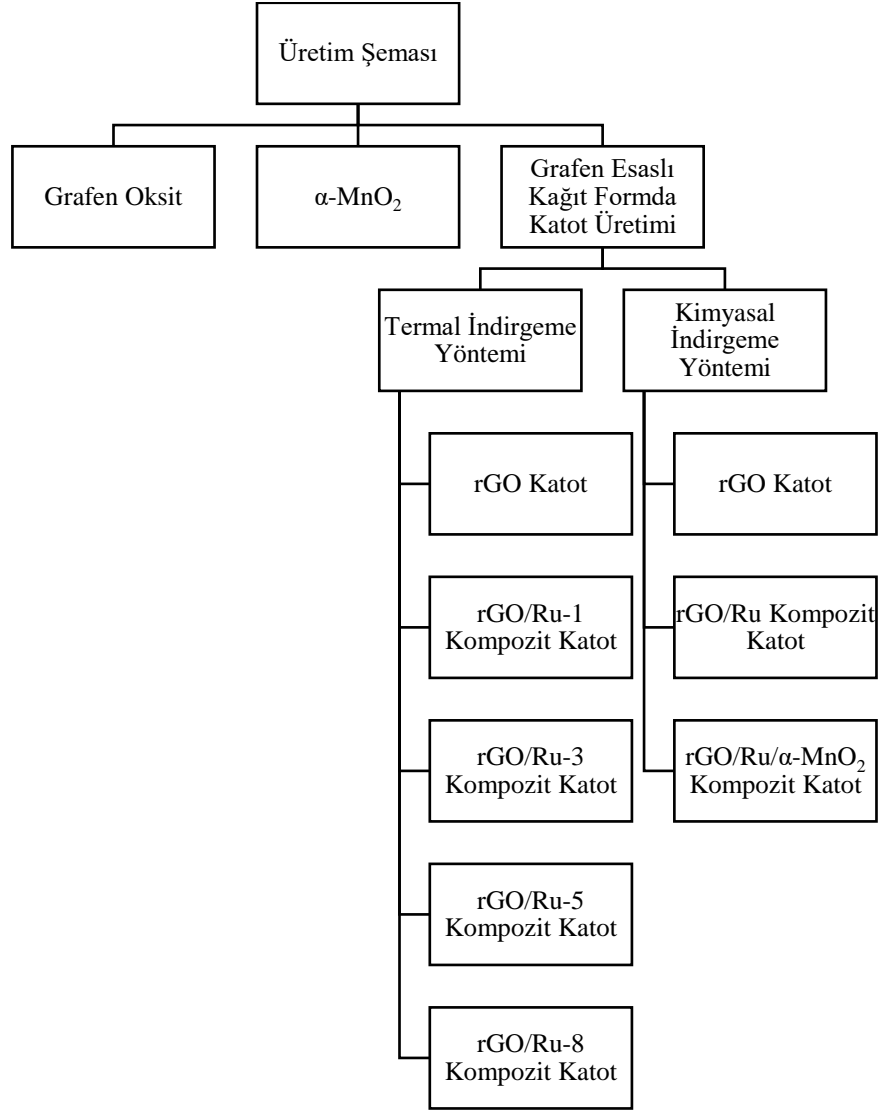 Üretim Şeması
Grafen Oksit
α-MnO₂
Grafen Esaslı
Kağıt Formda
Katot Üretimi
Termal İndirgeme
Yöntemi
rGO Katot
rGO/Ru-1
Kompozit Katot
rGO/Ru-3
Kompozit Katot
rGO/Ru-5
Kompozit Katot
rGO/Ru-8
Kompozit Katot
Kimyasal
İndirgeme
Yöntemi
rGO Katot
rGO/Ru Kompozit
Katot
rGO/Ru/α-MnO₂
Kompozit Katot